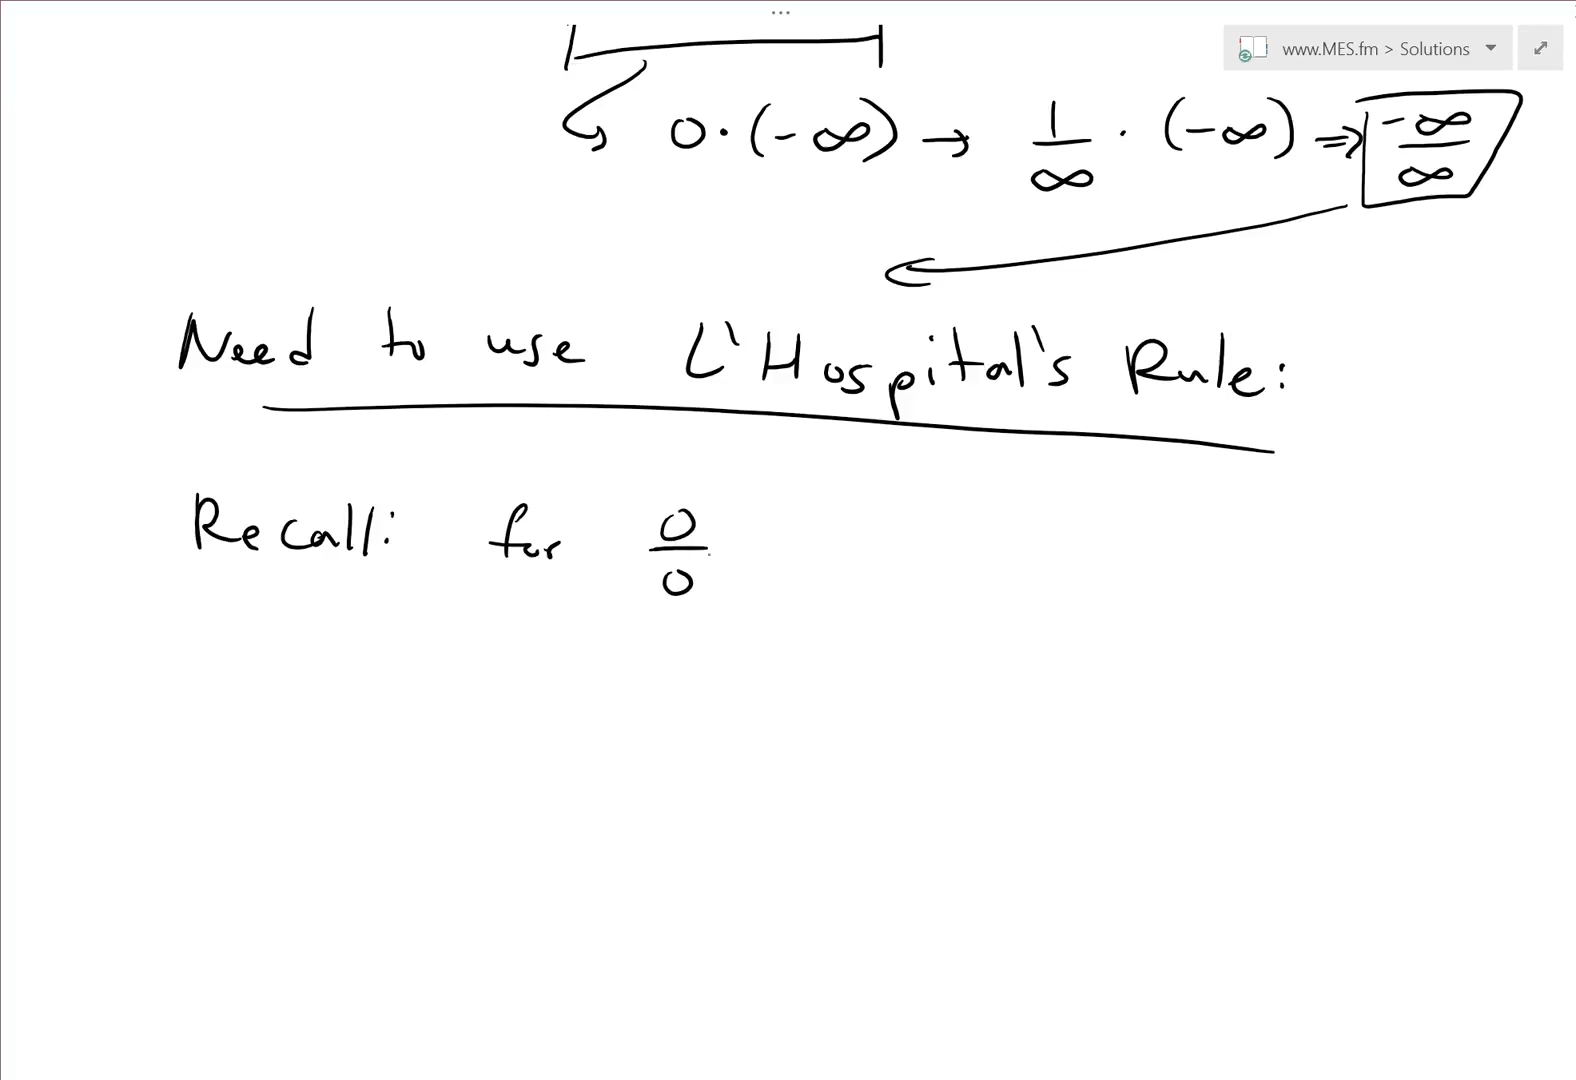 www.MES.fm > Solutions
0 · (-∞) → 1/∞ · (-∞) ⇒ -∞/∞
Need to use L'Hospital's Rule:
Recall: for 0/0